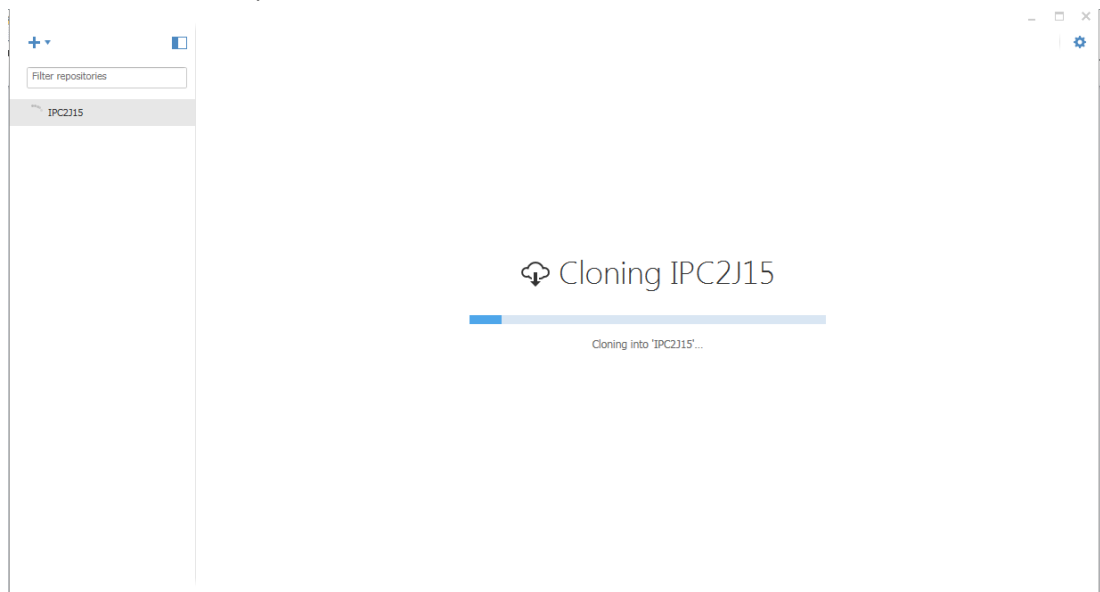 Filter repositories
IPC2J15
Cloning IPC2J15
Cloning into 'IPC2J15'...